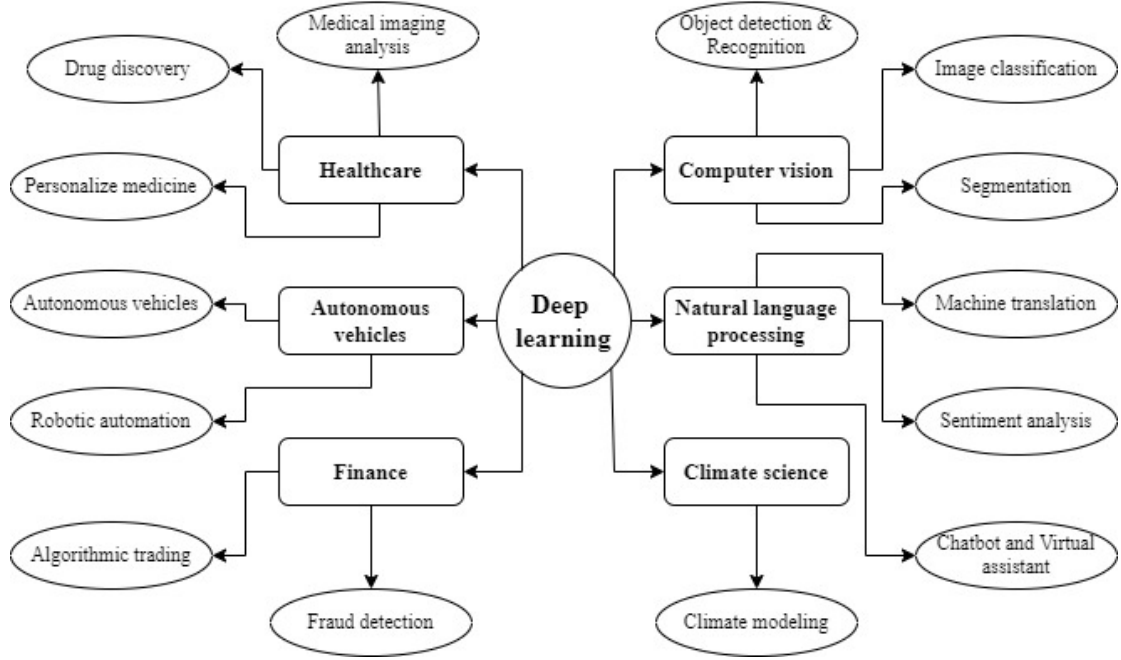 Medical imaging
analysis
Object detection &
Recognition
Drug discovery
Image classification
Healthcare
Computer vision
Personalize medicine
Segmentation
Autonomous vehicles
Autonomous
vehicles
Deep
learning
Natural language
processing
Machine translation
Robotic automation
Sentiment analysis
Finance
Climate science
Algorithmic trading
Chatbot and Virtual
assistant
Fraud detection
Climate modeling